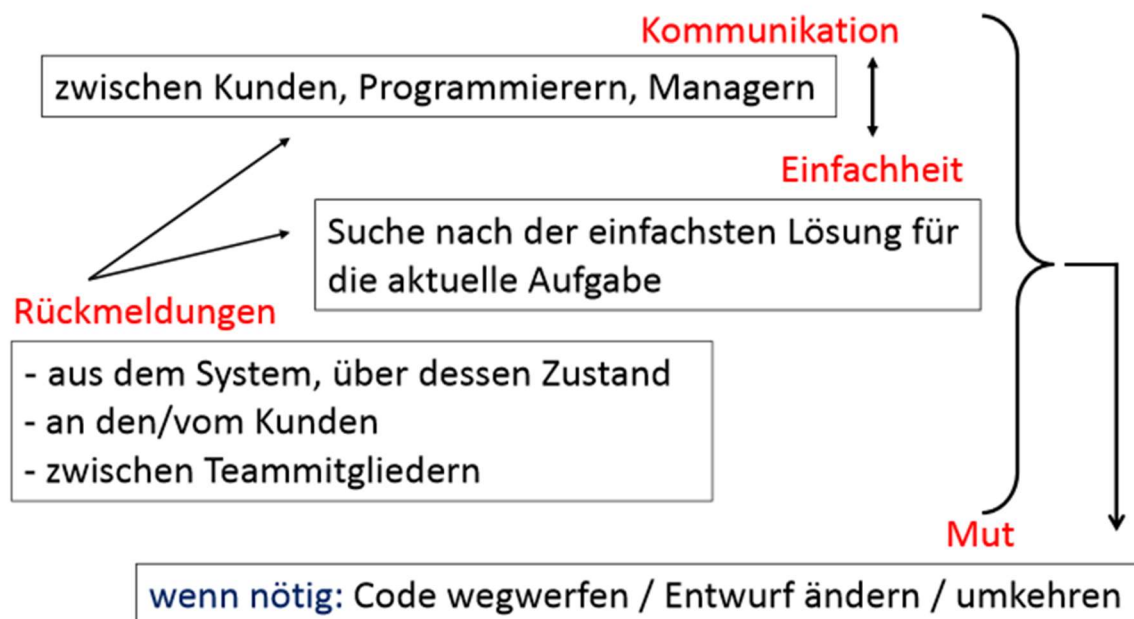 Kommunikation
zwischen Kunden, Programmierern, Managern
Einfachheit
Suche nach der einfachsten Lösung für
die aktuelle Aufgabe
Rückmeldungen
- aus dem System, über dessen Zustand
- an den/vom Kunden
- zwischen Teammitgliedern
Mut
wenn nötig: Code wegwerfen / Entwurf ändern / umkehren